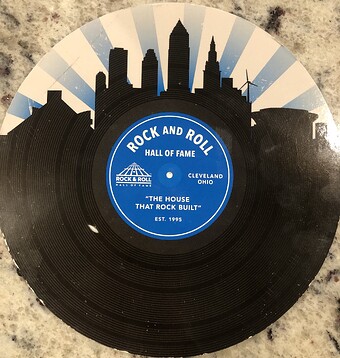 ROCK AND ROLL
HALL OF FAME
ROCK & ROLL
HALL OF FAME
CLEVELAND
OHIO
"THE HOUSE
THAT ROCK BUILT"
EST. 1995